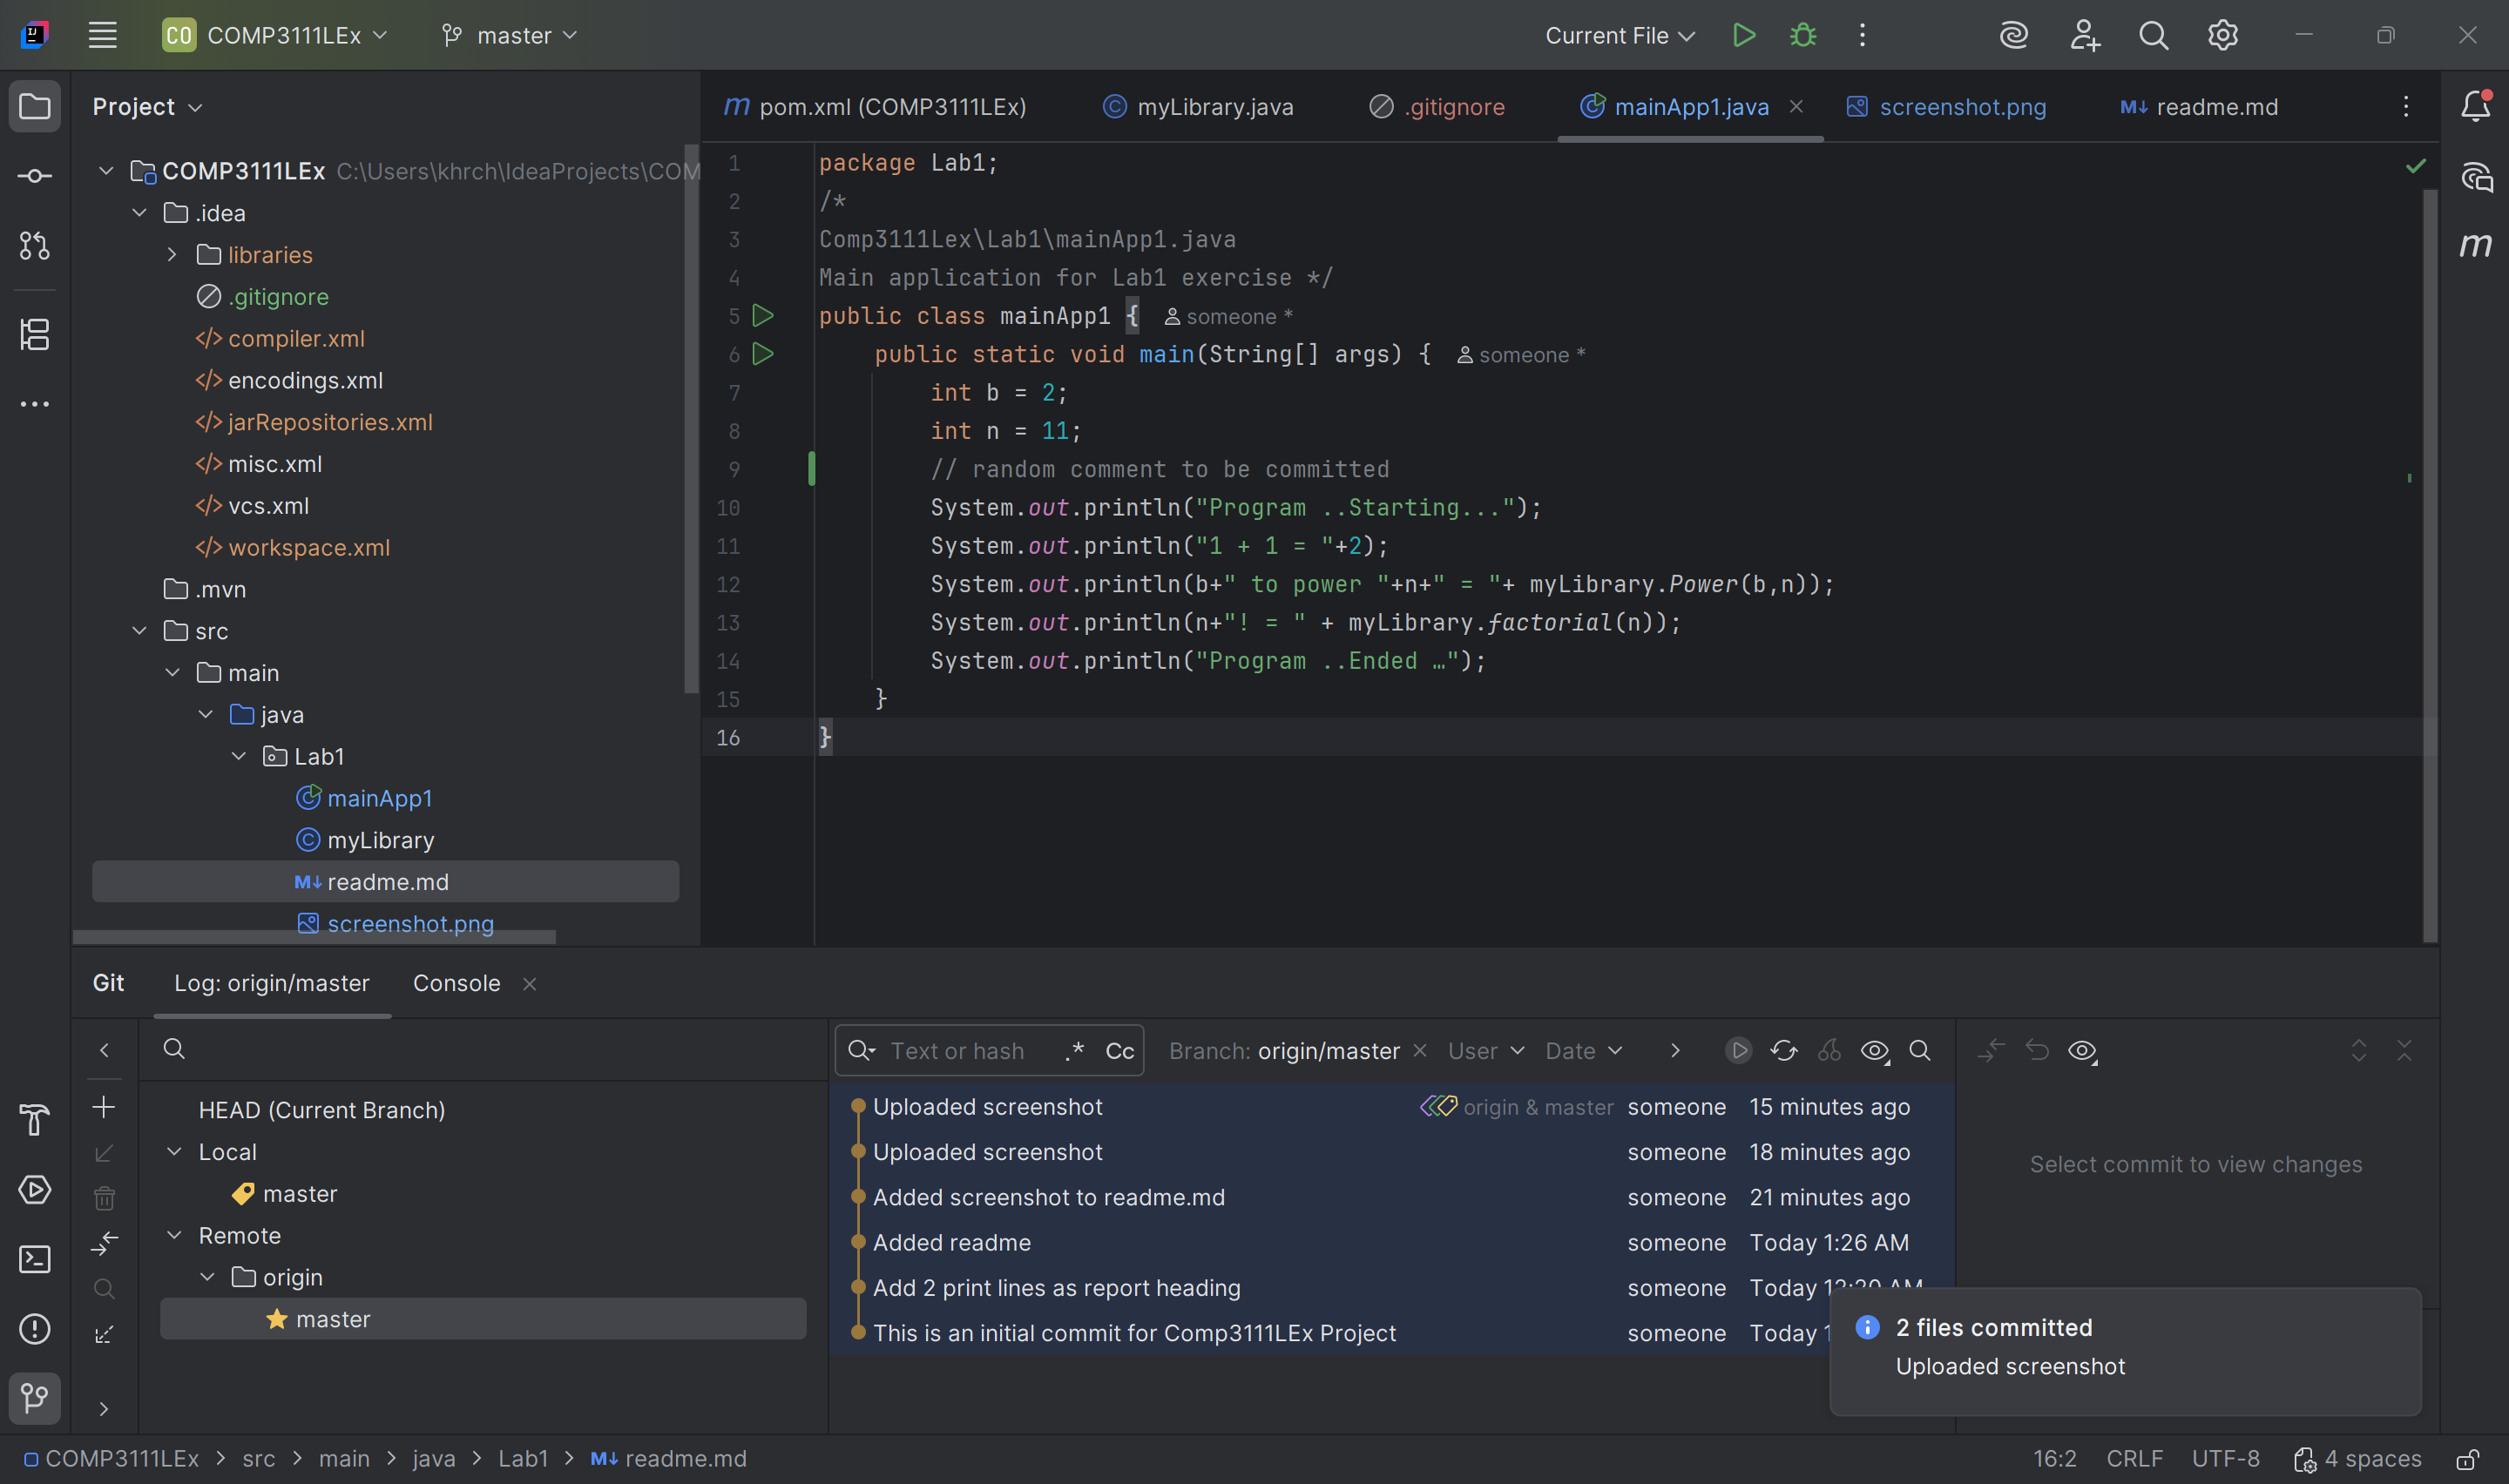 CO COMP3111LEx master Current File
Project
COMP3111LEx C:\Users\khrch\IdeaProjects\COM
.idea
libraries
.gitignore
</> compiler.xml
</> encodings.xml
</> jarRepositories.xml
</> misc.xml
</> vcs.xml
</> workspace.xml
.mvn
src
main
java
Lab1
mainApp1
myLibrary
M↓ readme.md
screenshot.png
m pom.xml (COMP3111LEx) myLibrary.java .gitignore mainApp1.java screenshot.png M↓ readme.md
1 package Lab1;
2 /*
3 Comp3111Lex\Lab1\mainApp1.java
4 Main application for Lab1 exercise */
5 public class mainApp1 { someone *
6 public static void main(String[] args) { someone *
7 int b = 2;
8 int n = 11;
9 // random comment to be committed
10 System.out.println("Program ..Starting...");
11 System.out.println("1 + 1 = "+2);
12 System.out.println(b+" to power "+n+" = "+ myLibrary.Power(b,n));
13 System.out.println(n+"! = " + myLibrary.factorial(n));
14 System.out.println("Program ..Ended …");
15 }
16 }
m
Git Log: origin/master Console
HEAD (Current Branch)
Local
master
Remote
origin
master
Text or hash .* Cc Branch: origin/master User Date
Uploaded screenshot origin & master someone 15 minutes ago
Uploaded screenshot someone 18 minutes ago
Added screenshot to readme.md someone 21 minutes ago
Added readme someone Today 1:26 AM
Add 2 print lines as report heading someone Today
This is an initial commit for Comp3111LEx Project someone Today 1
Select commit to view changes
2 files committed
Uploaded screenshot
COMP3111LEx > src > main > java > Lab1 > M↓ readme.md 16:2 CRLF UTF-8 4 spaces